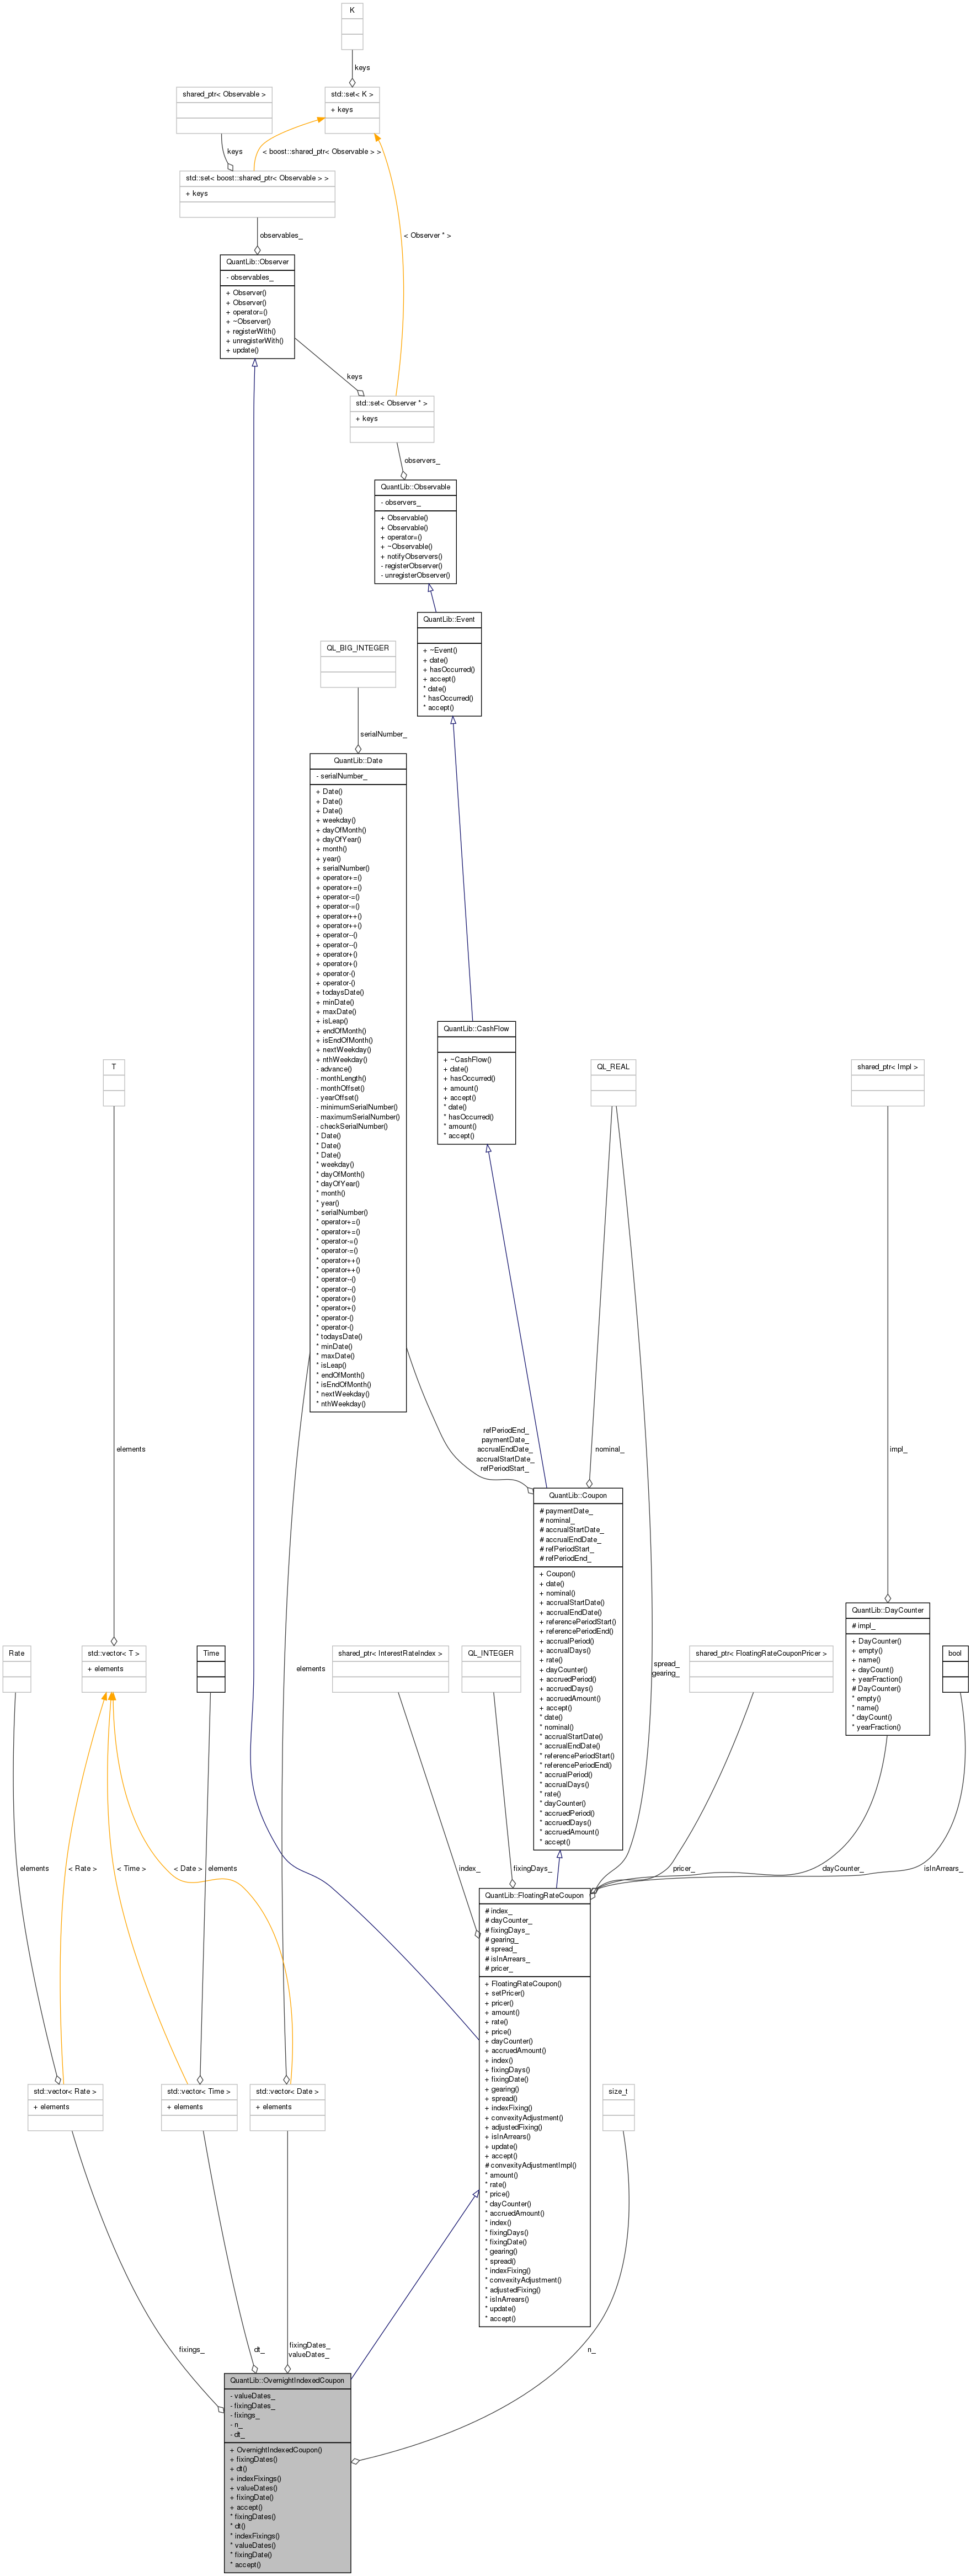 K
keys
shared_ptr< Observable >
std::set< K >
+ keys
keys
< boost::shared_ptr< Observable > >
std::set< boost::shared_ptr< Observable > >
+ keys
observables_
< Observer * >
QuantLib::Observer
- observables_
+ Observer()
+ Observer()
+ operator=()
+ ~Observer()
+ registerWith()
+ unregisterWith()
+ update()
keys
std::set< Observer * >
+ keys
observers_
QuantLib::Observable
- observers_
+ Observable()
+ Observable()
+ operator=()
+ ~Observable()
+ notifyObservers()
- registerObserver()
- unregisterObserver()
QuantLib::Event
+ ~Event()
+ date()
+ hasOccurred()
+ accept()
* date()
* hasOccurred()
* accept()
QL_BIG_INTEGER
serialNumber_
QuantLib::Date
- serialNumber_
+ Date()
+ Date()
+ Date()
+ weekday()
+ dayOfMonth()
+ dayOfYear()
+ month()
+ year()
+ serialNumber()
+ operator+=()
+ operator+=()
+ operator-=()
+ operator-=()
+ operator++()
+ operator++()
+ operator--()
+ operator--()
+ operator+()
+ operator+()
+ operator-()
+ operator-()
+ todaysDate()
+ minDate()
+ maxDate()
+ isLeap()
+ endOfMonth()
+ isEndOfMonth()
+ nextWeekday()
+ nthWeekday()
- advance()
- monthLength()
- monthOffset()
- yearOffset()
- minimumSerialNumber()
- maximumSerialNumber()
- checkSerialNumber()
* Date()
* Date()
* Date()
* weekday()
* dayOfMonth()
* dayOfYear()
* month()
* year()
* serialNumber()
* operator+=()
* operator+=()
* operator-=()
* operator-=()
* operator++()
* operator++()
* operator--()
* operator--()
* operator+()
* operator+()
* operator-()
* operator-()
* todaysDate()
* minDate()
* maxDate()
* isLeap()
* endOfMonth()
* isEndOfMonth()
* nextWeekday()
* nthWeekday()
QuantLib::CashFlow
+ ~CashFlow()
+ date()
+ hasOccurred()
+ amount()
+ accept()
* date()
* hasOccurred()
* amount()
* accept()
T
QL_REAL
shared_ptr< Impl >
elements
refPeriodEnd_
paymentDate_
accrualEndDate_
accrualStartDate_
refPeriodStart_
nominal_
impl_
QuantLib::Coupon
# paymentDate_
# nominal_
# accrualStartDate_
# accrualEndDate_
# refPeriodStart_
# refPeriodEnd_
+ Coupon()
+ date()
+ nominal()
+ accrualStartDate()
+ accrualEndDate()
+ referencePeriodStart()
+ referencePeriodEnd()
+ accrualPeriod()
+ accrualDays()
+ rate()
+ dayCounter()
+ accruedPeriod()
+ accruedDays()
+ accruedAmount()
+ accept()
* date()
* nominal()
* accrualStartDate()
* accrualEndDate()
* referencePeriodStart()
* referencePeriodEnd()
* accrualPeriod()
* accrualDays()
* rate()
* dayCounter()
* accruedPeriod()
* accruedDays()
* accruedAmount()
* accept()
QuantLib::DayCounter
# impl_
+ DayCounter()
+ empty()
+ name()
+ dayCount()
+ yearFraction()
# DayCounter()
* empty()
* name()
* dayCount()
* yearFraction()
Rate
std::vector< T >
+ elements
Time
elements
shared_ptr< InterestRateIndex >
QL_INTEGER
spread_
gearing_
shared_ptr< FloatingRateCouponPricer >
bool
elements
< Rate >
< Time >
< Date >
elements
index_
fixingDays_
pricer_
dayCounter_
isInArrears_
QuantLib::FloatingRateCoupon
# index_
# dayCounter_
# fixingDays_
# gearing_
# spread_
# isInArrears_
# pricer_
+ FloatingRateCoupon()
+ setPricer()
+ pricer()
+ amount()
+ rate()
+ price()
+ dayCounter()
+ accruedAmount()
+ index()
+ fixingDays()
+ fixingDate()
+ gearing()
+ spread()
+ indexFixing()
+ convexityAdjustment()
+ adjustedFixing()
+ isInArrears()
+ update()
+ accept()
# convexityAdjustmentImpl()
* amount()
* rate()
* price()
* dayCounter()
* accruedAmount()
* index()
* fixingDays()
* fixingDate()
* gearing()
* spread()
* indexFixing()
* convexityAdjustment()
* adjustedFixing()
* isInArrears()
* update()
* accept()
std::vector< Rate >
+ elements
std::vector< Time >
+ elements
std::vector< Date >
+ elements
size_t
fixings_
dt_
fixingDates_
valueDates_
n_
QuantLib::OvernightIndexedCoupon
- valueDates_
- fixingDates_
- fixings_
- n_
- dt_
+ OvernightIndexedCoupon()
+ fixingDates()
+ dt()
+ indexFixings()
+ valueDates()
+ fixingDate()
+ accept()
* fixingDates()
* dt()
* indexFixings()
* valueDates()
* fixingDate()
* accept()